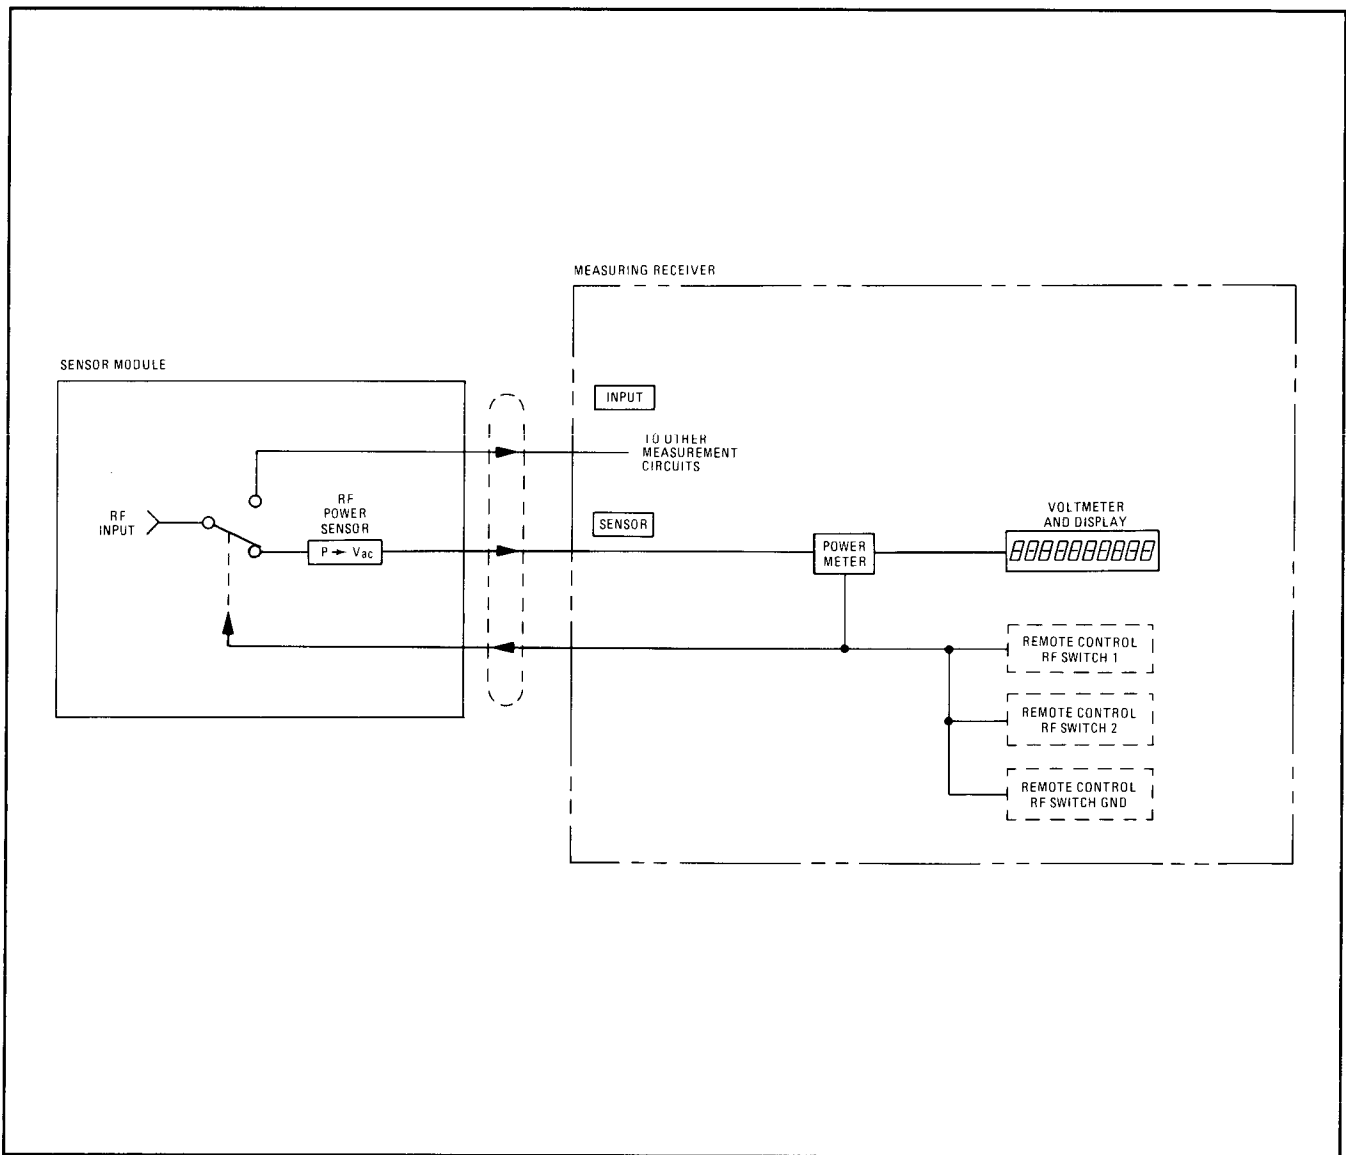 MEASURING RECEIVER
SENSOR MODULE
INPUT
TO OTHER
MEASUREMENT
CIRCUITS
RF
INPUT
RF
POWER
SENSOR
P → Vac
SENSOR
POWER
METER
VOLTMETER
AND DISPLAY
8888888888
REMOTE CONTROL
RF SWITCH 1
REMOTE CONTROL
RF SWITCH 2
REMOTE CONTROL
RF SWITCH GND